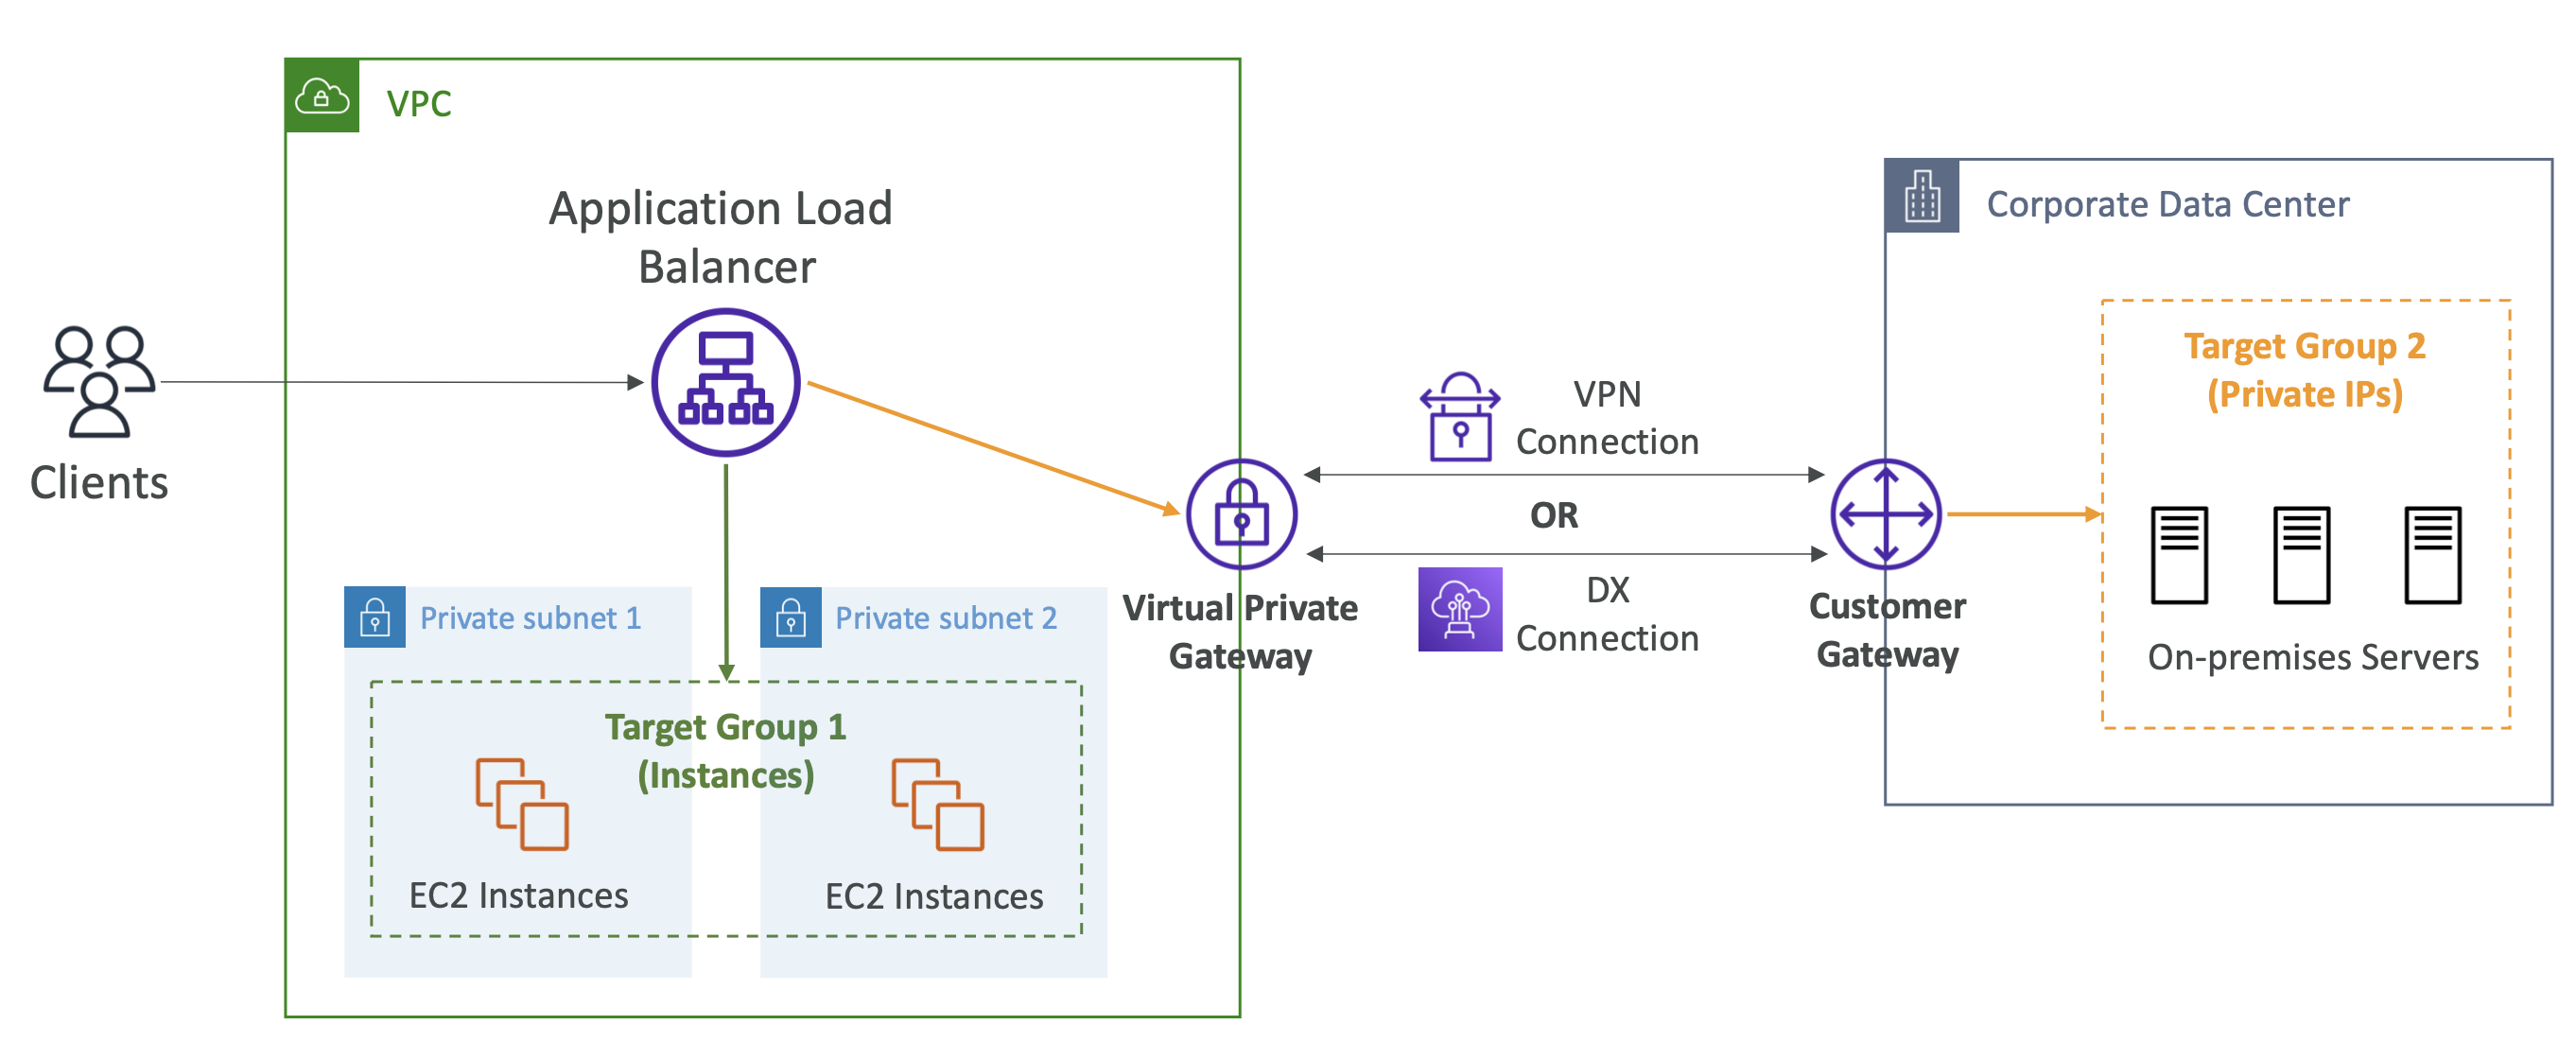 VPC
Application Load
Balancer
Clients
Private subnet 1
Private subnet 2
Target Group 1
(Instances)
EC2 Instances
EC2 Instances
Virtual Private
Gateway
VPN
Connection
OR
DX
Connection
Customer
Gateway
Corporate Data Center
Target Group 2
(Private IPs)
On-premises Servers